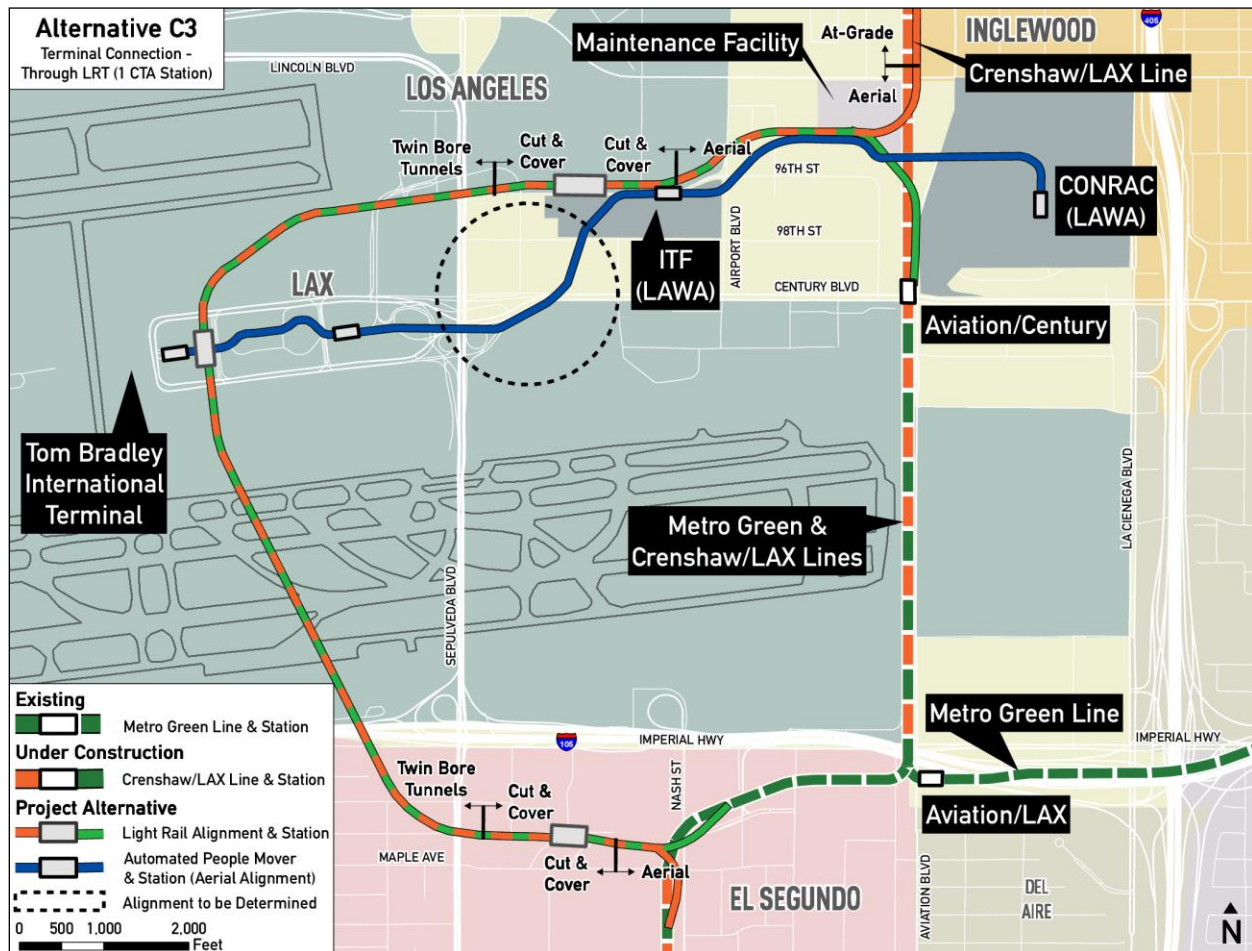 Alternative C3
Terminal Connection -
Through LRT (1 CTA Station)
LINCOLN BLVD
LOS ANGELES
Maintenance Facility
At-Grade
Aerial
INGLEWOOD
405
Crenshaw/LAX Line
Twin Bore
Tunnels
Cut &
Cover
Cut &
Cover
Aerial
96TH ST
98TH ST
AIRPORT BLVD
CENTURY BLVD
ITF
(LAWA)
CONRAC
(LAWA)
LAX
Aviation/Century
Tom Bradley
International
Terminal
Metro Green &
Crenshaw/LAX Lines
SEPULVEDA BLVD
LA CIENEGA BLVD
Metro Green Line
105
IMPERIAL HWY
IMPERIAL HWY
NASH ST
Aviation/LAX
Twin Bore
Tunnels
Cut &
Cover
Cut &
Cover
Aerial
MAPLE AVE
EL SEGUNDO
AVIATION BLVD
DEL
AIRE
N
Existing
Metro Green Line & Station
Under Construction
Crenshaw/LAX Line & Station
Project Alternative
Light Rail Alignment & Station
Automated People Mover
& Station (Aerial Alignment)
Alignment to be Determined
0 500 1,000 2,000
Feet